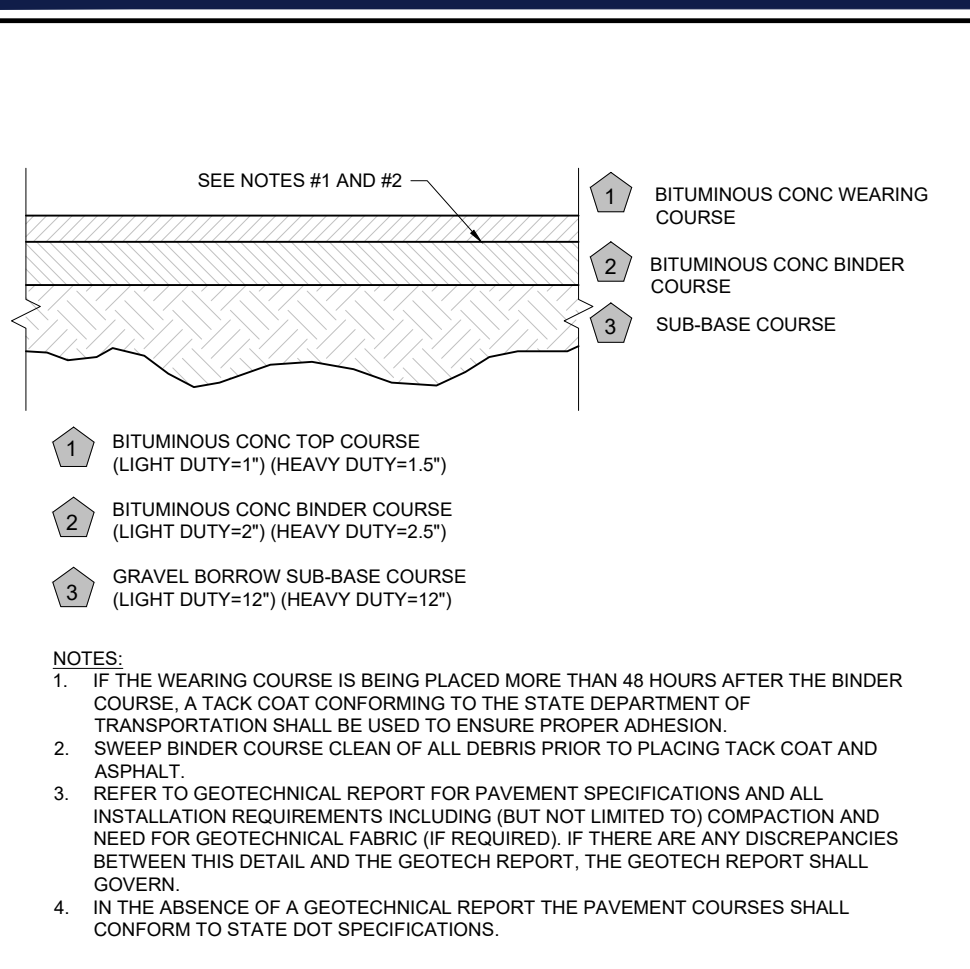 SEE NOTES #1 AND #2
1 BITUMINOUS CONC WEARING
COURSE
2 BITUMINOUS CONC BINDER
COURSE
3 SUB-BASE COURSE
1 BITUMINOUS CONC TOP COURSE
(LIGHT DUTY=1") (HEAVY DUTY=1.5")
2 BITUMINOUS CONC BINDER COURSE
(LIGHT DUTY=2") (HEAVY DUTY=2.5")
3 GRAVEL BORROW SUB-BASE COURSE
(LIGHT DUTY=12") (HEAVY DUTY=12")
NOTES:
1. IF THE WEARING COURSE IS BEING PLACED MORE THAN 48 HOURS AFTER THE BINDER
COURSE, A TACK COAT CONFORMING TO THE STATE DEPARTMENT OF
TRANSPORTATION SHALL BE USED TO ENSURE PROPER ADHESION.
2. SWEEP BINDER COURSE CLEAN OF ALL DEBRIS PRIOR TO PLACING TACK COAT AND
ASPHALT.
3. REFER TO GEOTECHNICAL REPORT FOR PAVEMENT SPECIFICATIONS AND ALL
INSTALLATION REQUIREMENTS INCLUDING (BUT NOT LIMITED TO) COMPACTION AND
NEED FOR GEOTECHNICAL FABRIC (IF REQUIRED). IF THERE ARE ANY DISCREPANCIES
BETWEEN THIS DETAIL AND THE GEOTECH REPORT, THE GEOTECH REPORT SHALL
GOVERN.
4. IN THE ABSENCE OF A GEOTECHNICAL REPORT THE PAVEMENT COURSES SHALL
CONFORM TO STATE DOT SPECIFICATIONS.